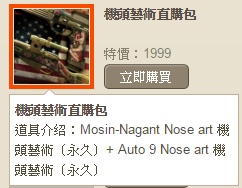 機頭藝術直購包
特價：1999
立即購買
機頭藝術直購包
道具介绍：Mosin-Nagant Nose art 機
頭藝術〔永久〕+ Auto 9 Nose art 機
頭藝術〔永久〕